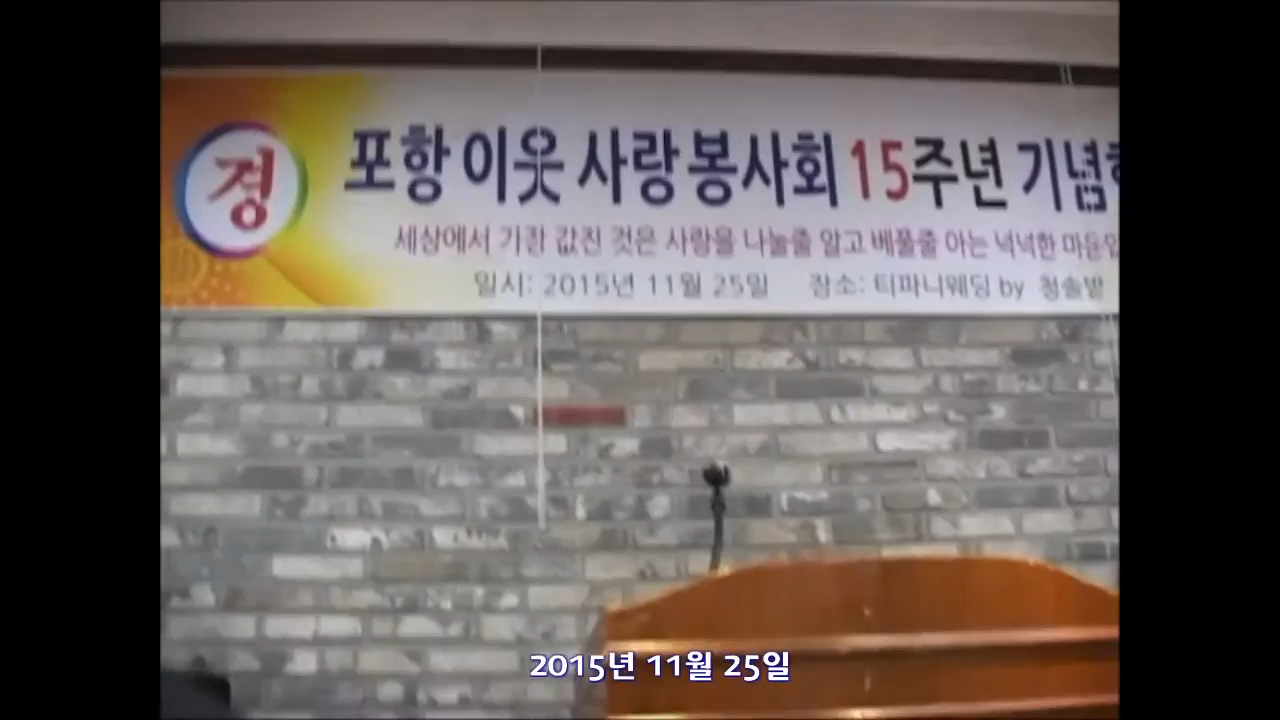 경
포항 이웃 사랑 봉사회 15주년 기념
세상에서 가장 값진 것은 사랑을 나눌줄 알고 베풀줄 아는 넉넉한 마음입
일시: 2015년 11월 25일 장소: 티파니웨딩 by 청솔밭
2015년 11월 25일